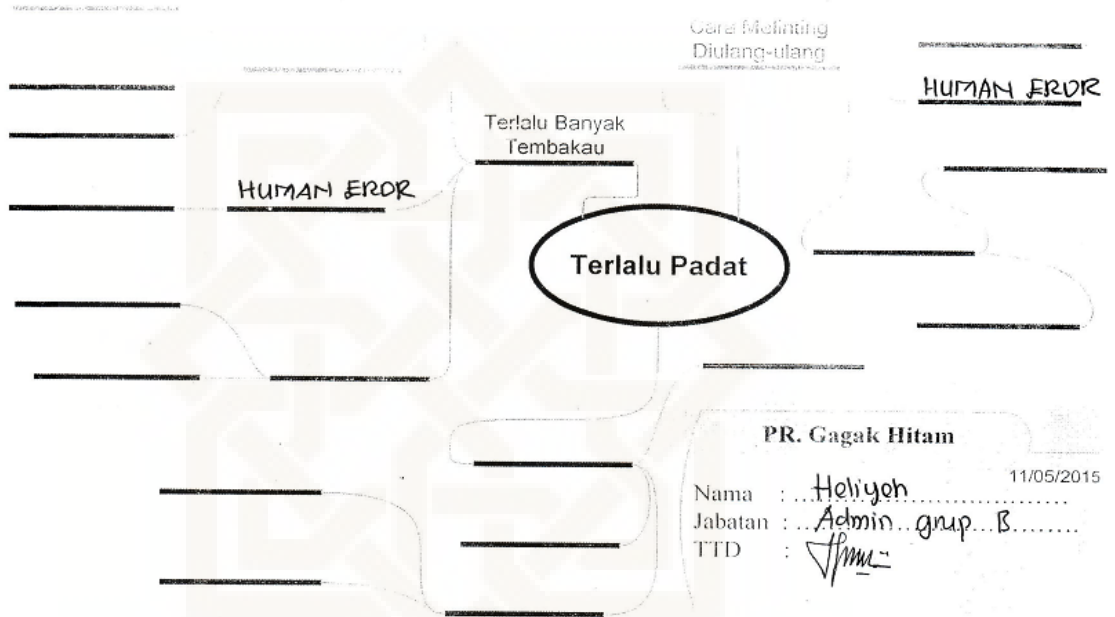 Cara Melinting
Diulang-ulang
HUMAN EROR
Terlalu Banyak
Tembakau
HUMAN EROR
Terlalu Padat
PR. Gagak Hitam
11/05/2015
Nama : Heliyeh
Jabatan : Admin grup B
TTD :